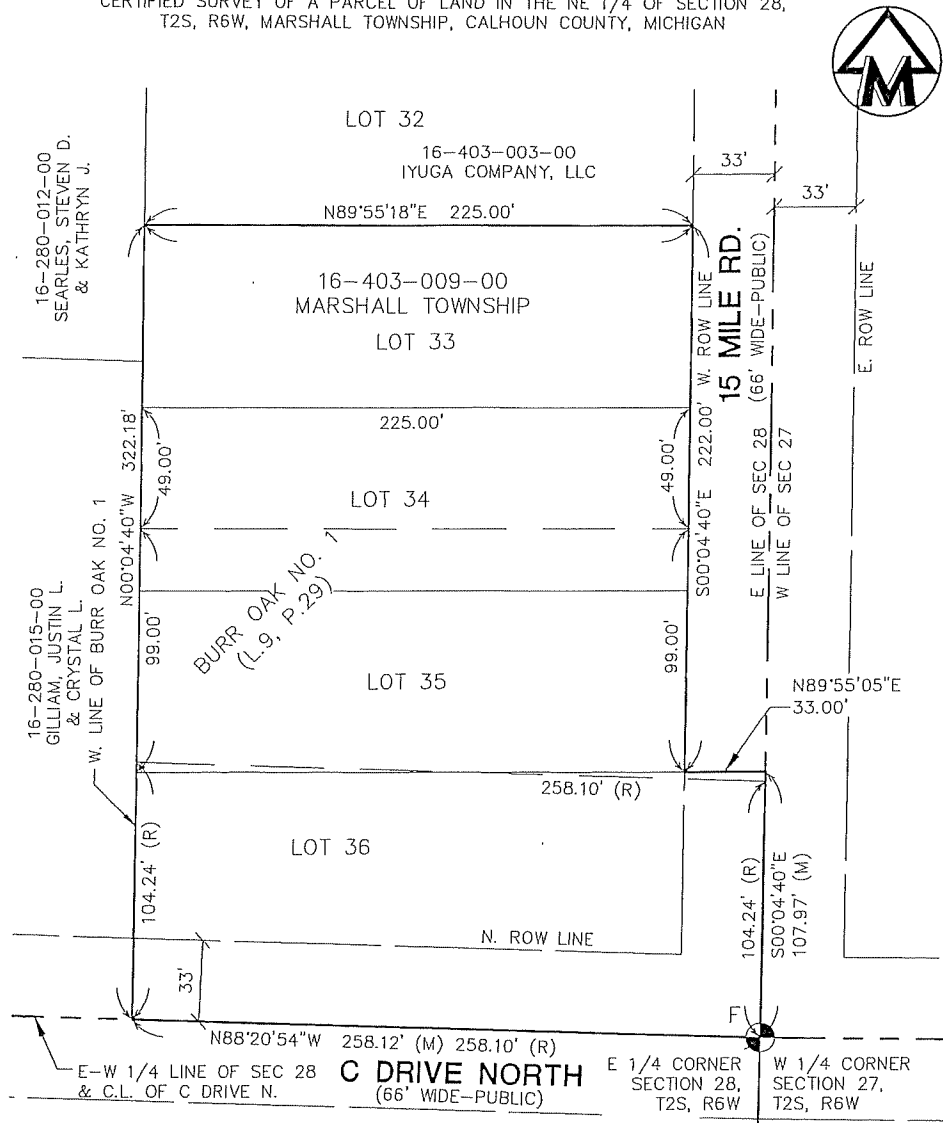 CERTIFIED SURVEY OF A PARCEL OF LAND IN THE NE 1/4 OF SECTION 28,
T2S, R6W, MARSHALL TOWNSHIP, CALHOUN COUNTY, MICHIGAN
M
LOT 32
16-403-003-00
IYUGA COMPANY, LLC
33'
33'
16-280-012-00
SEARLES, STEVEN D.
& KATHRYN J.
N89°55'18"E 225.00'
16-403-009-00
MARSHALL TOWNSHIP
LOT 33
W. ROW LINE
15 MILE RD.
(66' WIDE-PUBLIC)
E. ROW LINE
225.00'
N00°04'40"W 322.18'
49.00'
49.00'
S00°04'40"E 222.00'
LOT 34
E LINE OF SEC 28
W LINE OF SEC 27
BURR OAK NO. 1
(L.9, P.29)
16-280-015-00
GILLIAM, JUSTIN L.
& CRYSTAL L.
W. LINE OF BURR OAK NO. 1
99.00'
99.00'
LOT 35
N89°55'05"E
33.00'
258.10' (R)
LOT 36
104.24' (R)
104.24' (R)
S00°04'40"E
107.97' (M)
N. ROW LINE
33'
F
N88°20'54"W 258.12' (M) 258.10' (R)
E-W 1/4 LINE OF SEC 28
& C.L. OF C DRIVE N.
C DRIVE NORTH
(66' WIDE-PUBLIC)
E 1/4 CORNER
SECTION 28,
T2S, R6W
W 1/4 CORNER
SECTION 27,
T2S, R6W